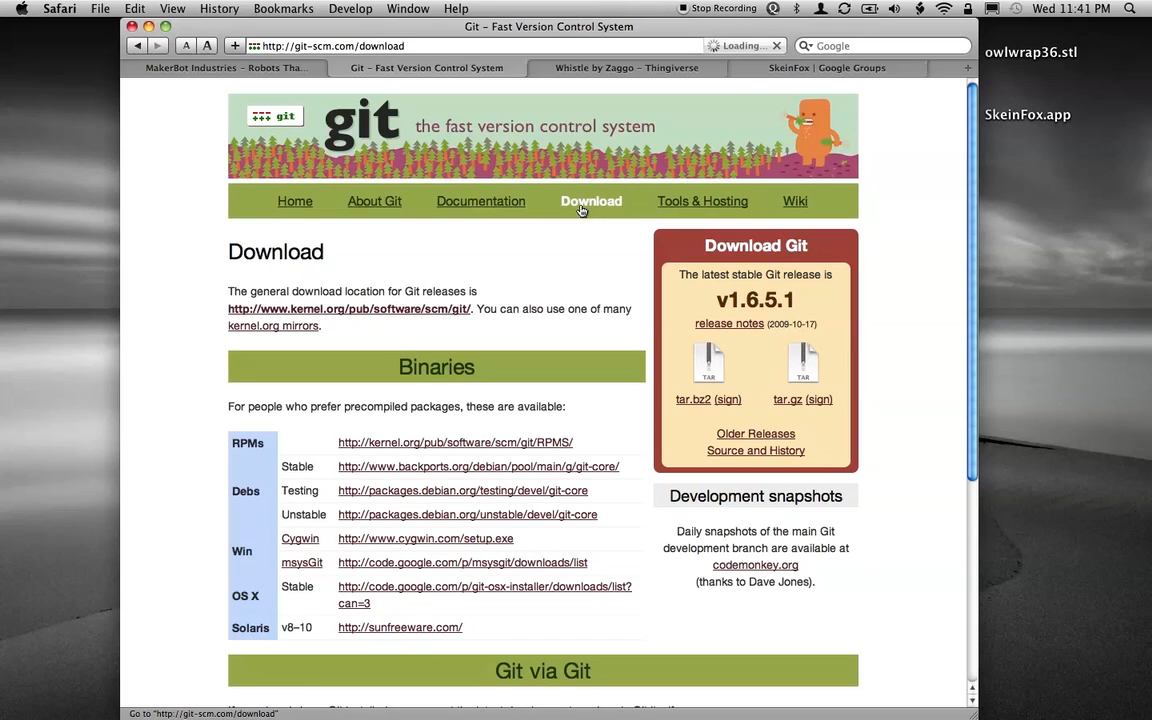 Safari File Edit View History Bookmarks Develop Window Help Stop Recording Wed 11:41 PM
Git – Fast Version Control System
A A + http://git-scm.com/download Loading... Google
MakerBot Industries – Robots Tha... Git – Fast Version Control System Whistle by Zaggo – Thingiverse SkeinFox | Google Groups +
owlwrap36.stl
SkeinFox.app
git git the fast version control system
Home About Git Documentation Download Tools & Hosting Wiki
Download
The general download location for Git releases is
http://www.kernel.org/pub/software/scm/git/. You can also use one of many
kernel.org mirrors.
Binaries
For people who prefer precompiled packages, these are available:
RPMs http://kernel.org/pub/software/scm/git/RPMS/
Debs
Stable http://www.backports.org/debian/pool/main/g/git-core/
Testing http://packages.debian.org/testing/devel/git-core
Unstable http://packages.debian.org/unstable/devel/git-core
Win
Cygwin http://www.cygwin.com/setup.exe
msysGit http://code.google.com/p/msysgit/downloads/list
OS X
Stable http://code.google.com/p/git-osx-installer/downloads/list?
can=3
Solaris v8–10 http://sunfreeware.com/
Git via Git
Download Git
The latest stable Git release is
v1.6.5.1
release notes (2009-10-17)
TAR TAR
tar.bz2 (sign) tar.gz (sign)
Older Releases
Source and History
Development snapshots
Daily snapshots of the main Git
development branch are available at
codemonkey.org
(thanks to Dave Jones).
Go to "http://git-scm.com/download"